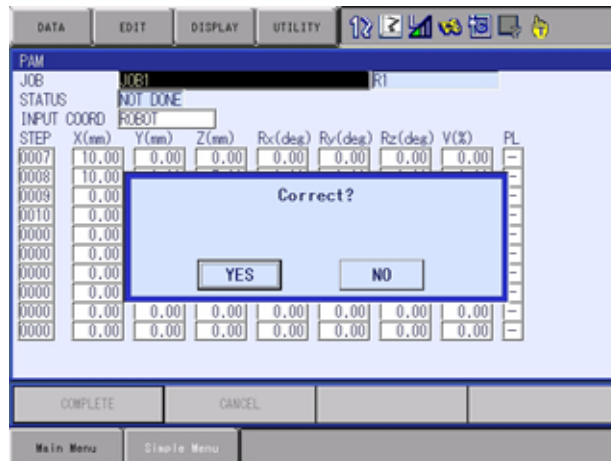 DATA EDIT DISPLAY UTILITY
PAM
JOB JOB1 R1
STATUS NOT DONE
INPUT COORD ROBOT
STEP X(mm) Y(mm) Z(mm) Rx(deg) Ry(deg) Rz(deg) V(%) PL
0007 10.00 0.00 0.00 0.00 0.00 0.00 0.00 -
0008 10.00 -
0009 0.00 -
0010 0.00 -
0000 0.00 -
0000 0.00 -
0000 0.00 -
0000 0.00 -
Correct?
YES NO
0000 0.00 0.00 0.00 0.00 0.00 0.00 0.00 -
0000 0.00 0.00 0.00 0.00 0.00 0.00 0.00 -
COMPLETE CANCEL
Main Menu Simple Menu